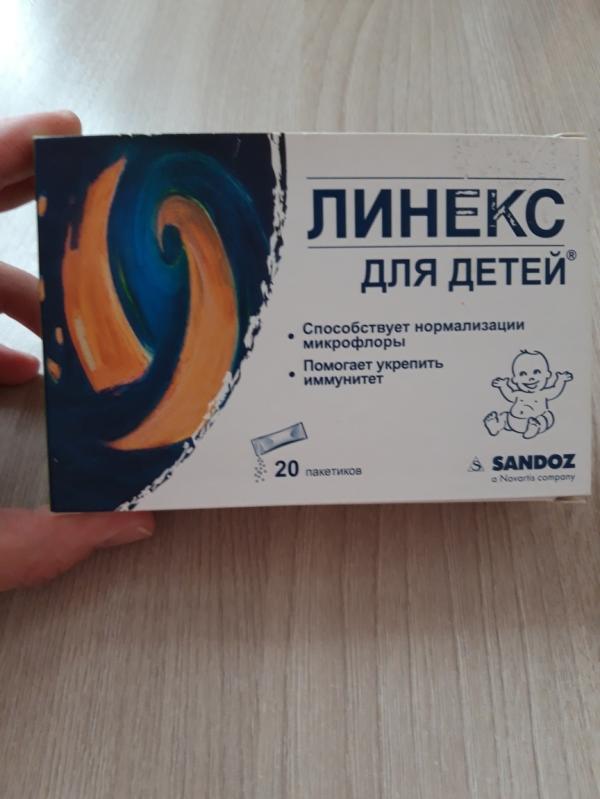 ЛИНЕКС
ДЛЯ ДЕТЕЙ®
• Способствует нормализации
микрофлоры
• Помогает укрепить
иммунитет
20 пакетиков
SANDOZ
a Novartis company